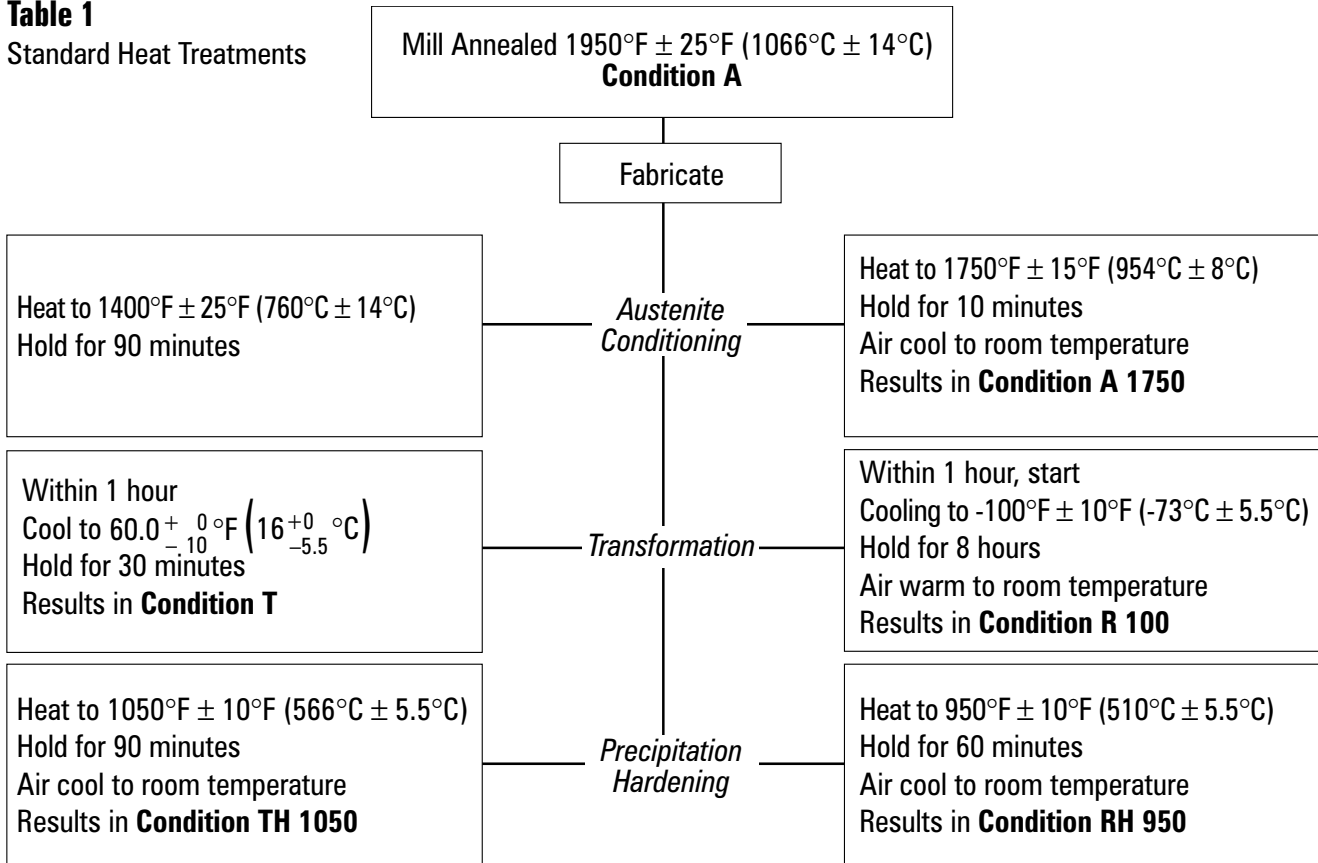 Table 1
Standard Heat Treatments
Mill Annealed 1950°F ± 25°F (1066°C ± 14°C)
Condition A
Fabricate
Heat to 1400°F ± 25°F (760°C ± 14°C)
Hold for 90 minutes
Austenite
Conditioning
Heat to 1750°F ± 15°F (954°C ± 8°C)
Hold for 10 minutes
Air cool to room temperature
Results in Condition A 1750
Within 1 hour
Cool to 60.0 + 0 - 10 °F (16 +0 -5.5 °C)
Hold for 30 minutes
Results in Condition T
Transformation
Within 1 hour, start
Cooling to -100°F ± 10°F (-73°C ± 5.5°C)
Hold for 8 hours
Air warm to room temperature
Results in Condition R 100
Heat to 1050°F ± 10°F (566°C ± 5.5°C)
Hold for 90 minutes
Air cool to room temperature
Results in Condition TH 1050
Precipitation
Hardening
Heat to 950°F ± 10°F (510°C ± 5.5°C)
Hold for 60 minutes
Air cool to room temperature
Results in Condition RH 950